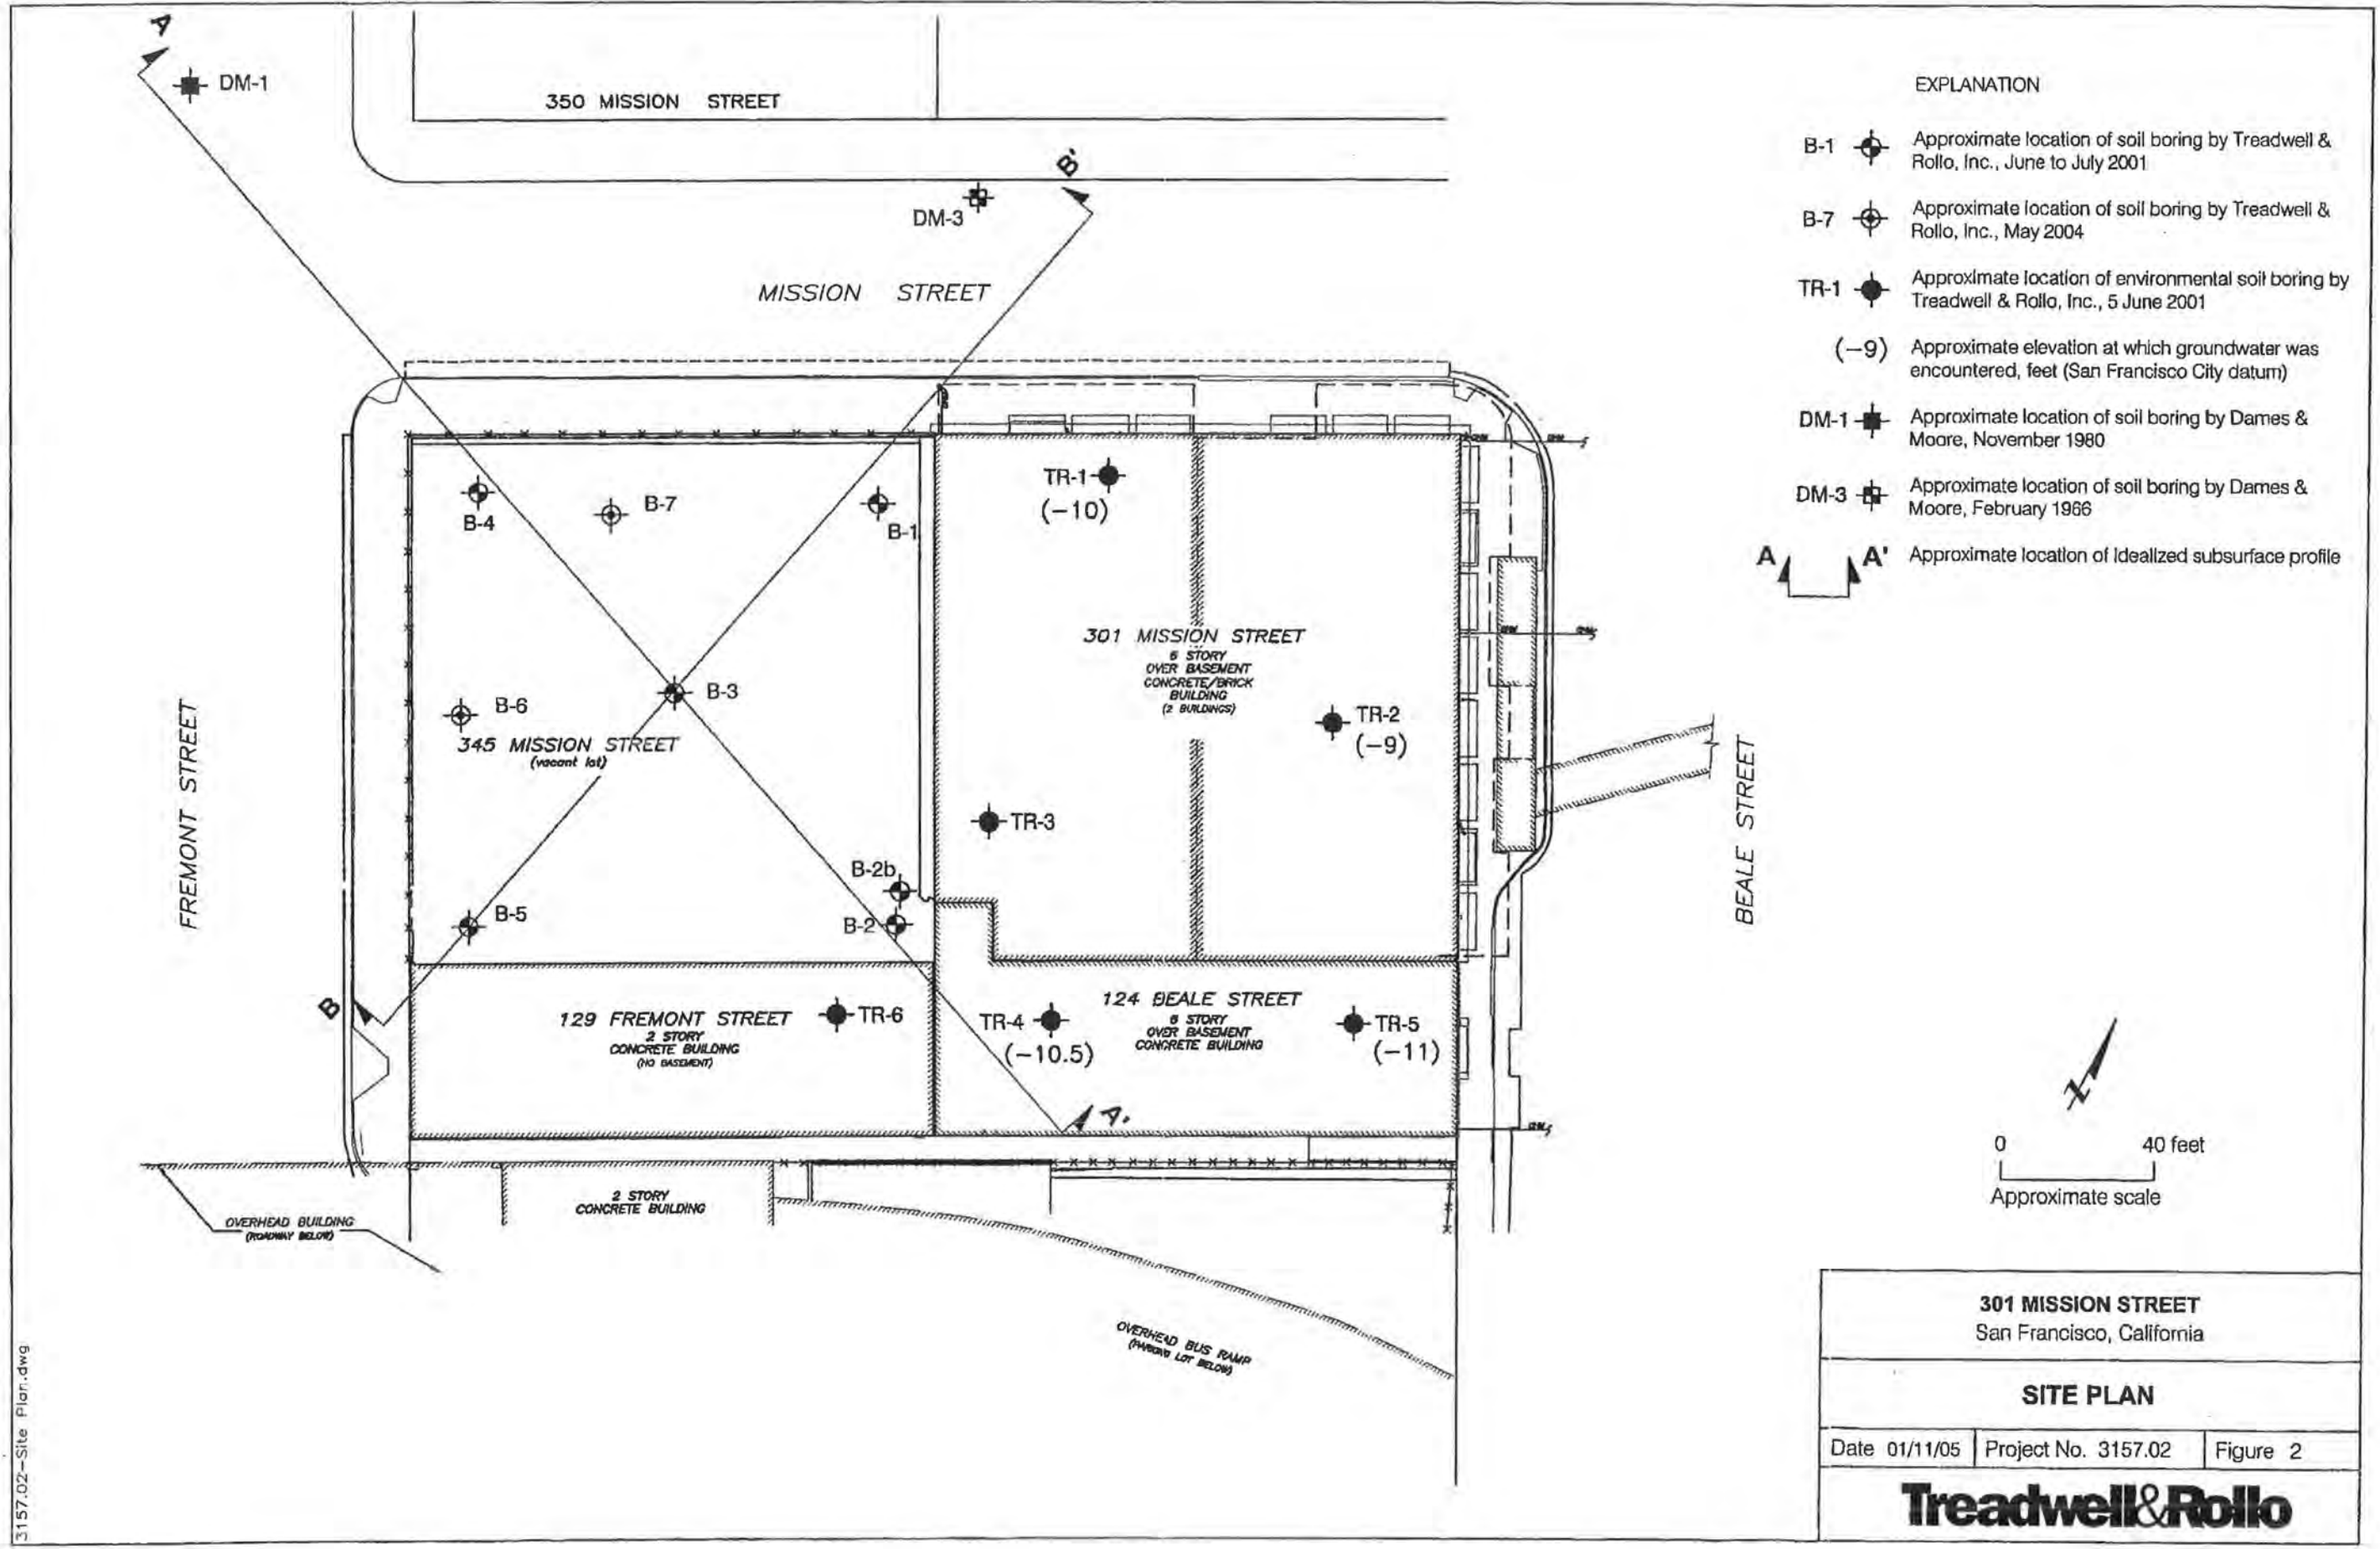 A
DM-1
350 MISSION STREET
B'
DM-3
MISSION STREET
B-4
B-7
B-1
TR-1
(-10)
301 MISSION STREET
6 STORY
OVER BASEMENT
CONCRETE/BRICK
BUILDING
(2 BUILDINGS)
B-3
B-6
345 MISSION STREET
(vacant lot)
TR-2
(-9)
TR-3
B-2b
B-2
B-5
FREMONT STREET
BEALE STREET
B
129 FREMONT STREET
2 STORY
CONCRETE BUILDING
(NO BASEMENT)
TR-6
TR-4
(-10.5)
124 BEALE STREET
6 STORY
OVER BASEMENT
CONCRETE BUILDING
TR-5
(-11)
A'
2 STORY
CONCRETE BUILDING
OVERHEAD BUILDING
(ROADWAY BELOW)
OVERHEAD BUS RAMP
(PARKING LOT BELOW)
EXPLANATION
B-1 Approximate location of soil boring by Treadwell &
Rollo, Inc., June to July 2001
B-7 Approximate location of soil boring by Treadwell &
Rollo, Inc., May 2004
TR-1 Approximate location of environmental soil boring by
Treadwell & Rollo, Inc., 5 June 2001
(-9) Approximate elevation at which groundwater was
encountered, feet (San Francisco City datum)
DM-1 Approximate location of soil boring by Dames &
Moore, November 1980
DM-3 Approximate location of soil boring by Dames &
Moore, February 1966
A A' Approximate location of Idealized subsurface profile
N
0 40 feet
Approximate scale
301 MISSION STREET
San Francisco, California
SITE PLAN
Date 01/11/05 Project No. 3157.02 Figure 2
Treadwell&Rollo
3157.02-Site Plan.dwg